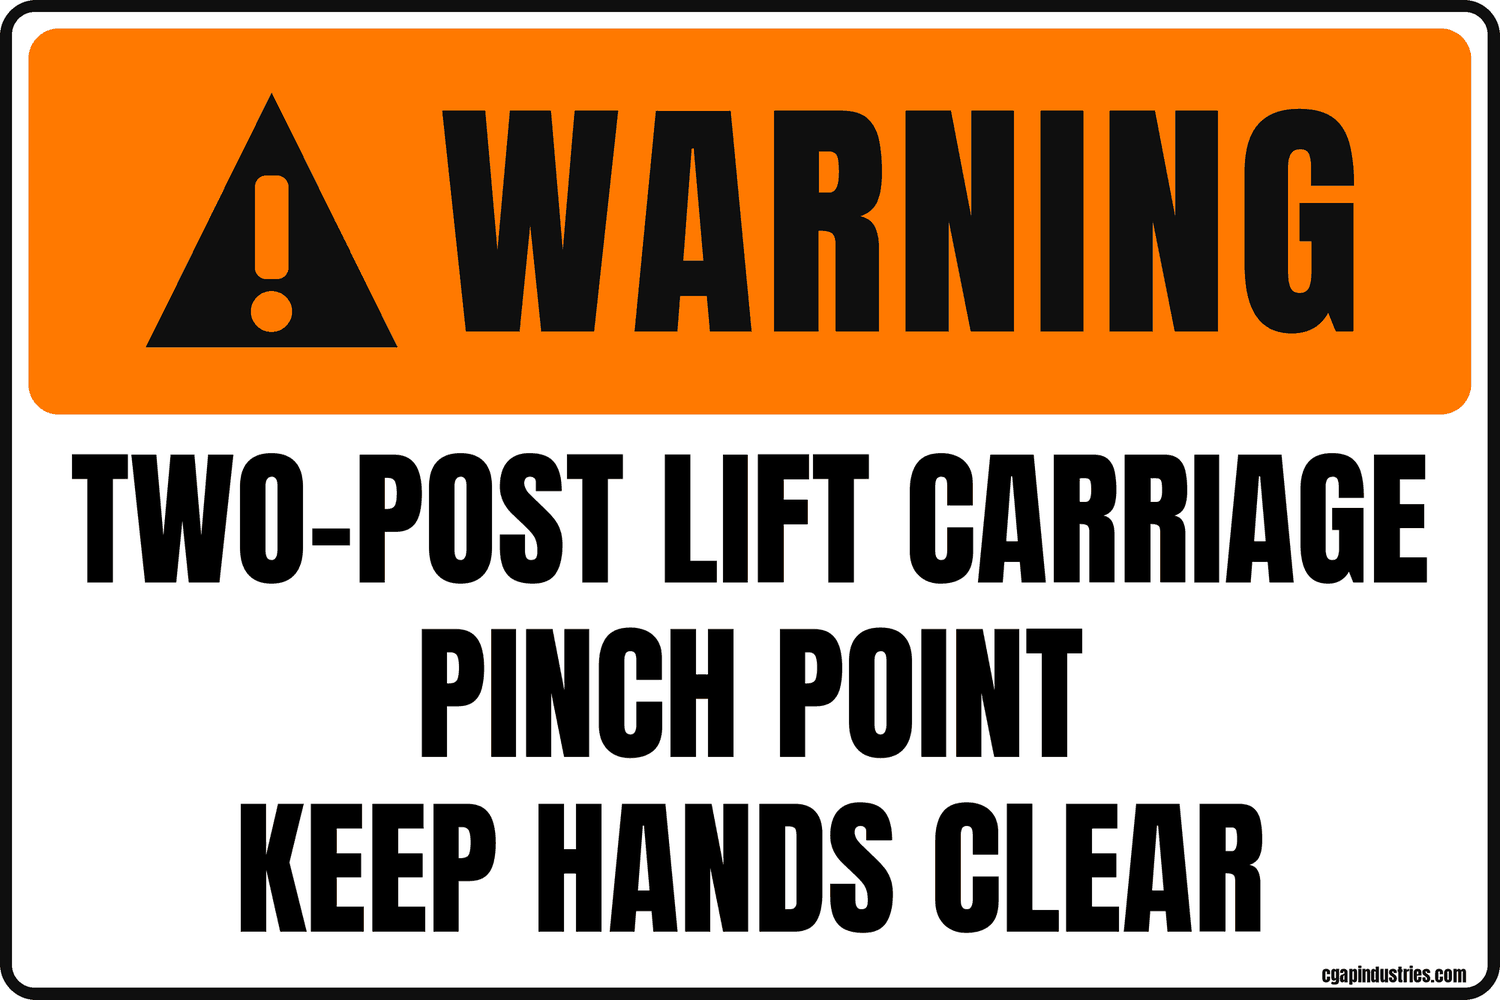 WARNING
TWO-POST LIFT CARRIAGE
PINCH POINT
KEEP HANDS CLEAR
cgapindustries.com